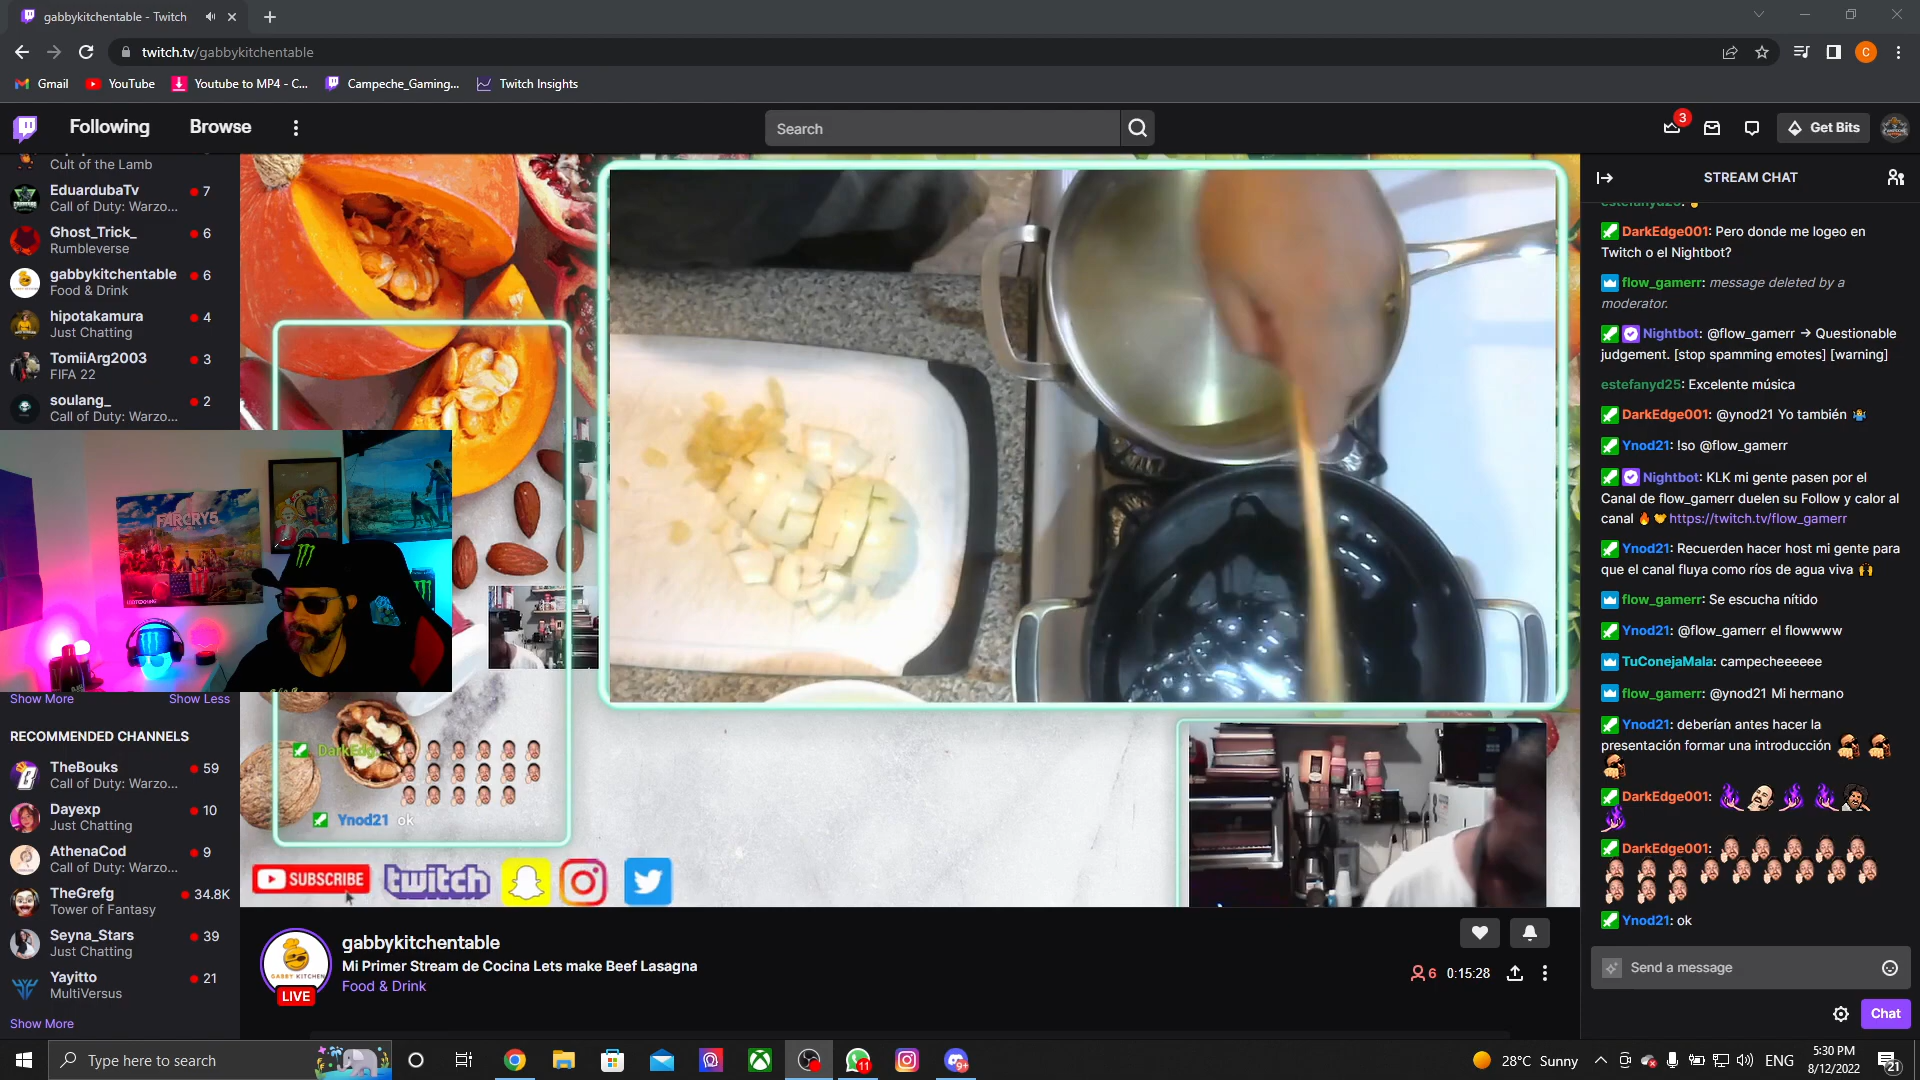 gabbykitchentable - Twitch
twitch.tv/gabbykitchentable
C
Gmail
YouTube
Youtube to MP4 - C...
Campeche_Gaming...
Twitch Insights
Following
Browse
Search
3
Get Bits
Cult of the Lamb
EduardubaTv
7
Call of Duty: Warzo...
Ghost_Trick_
6
Rumbleverse
gabbykitchentable
6
Food & Drink
hipotakamura
4
Just Chatting
TomiiArg2003
3
FIFA 22
soulang_
2
Call of Duty: Warzo...
FARCRY5
Show More
Show Less
RECOMMENDED CHANNELS
TheBouks
59
Call of Duty: Warzo...
Dayexp
10
Just Chatting
AthenaCod
9
Call of Duty: Warzo...
TheGrefg
34.8K
Tower of Fantasy
Seyna_Stars
39
Just Chatting
Yayitto
21
MultiVersus
Show More
DarkEdg
Ynod21 ok
SUBSCRIBE
twitch
GABBY KITCHEN
LIVE
gabbykitchentable
Mi Primer Stream de Cocina Lets make Beef Lasagna
Food & Drink
6
0:15:28
STREAM CHAT
estefanyd25:
DarkEdge001: Pero donde me logeo en
Twitch o el Nightbot?
flow_gamerr: message deleted by a
moderator.
Nightbot: @flow_gamerr → Questionable
judgement. [stop spamming emotes] [warning]
estefanyd25: Excelente música
DarkEdge001: @ynod21 Yo también 🤷‍♂️
Ynod21: !so @flow_gamerr
Nightbot: KLK mi gente pasen por el
Canal de flow_gamerr duelen su Follow y calor al
canal 🔥 💛 https://twitch.tv/flow_gamerr
Ynod21: Recuerden hacer host mi gente para
que el canal fluya como ríos de agua viva 🙌
flow_gamerr: Se escucha nítido
Ynod21: @flow_gamerr el flowwww
TuConejaMala: campecheeeeee
flow_gamerr: @ynod21 Mi hermano
Ynod21: deberían antes hacer la
presentación formar una introducción
DarkEdge001:
DarkEdge001:
Ynod21: ok
Send a message
Chat
Type here to search
11
9+
28°C Sunny
ENG
5:30 PM
8/12/2022
21